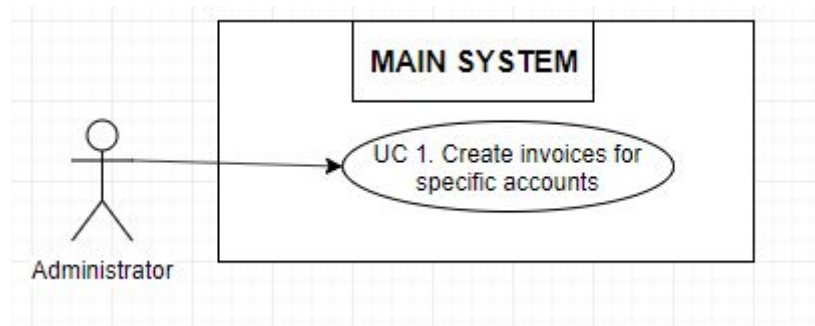 MAIN SYSTEM
UC 1. Create invoices for
specific accounts
Administrator